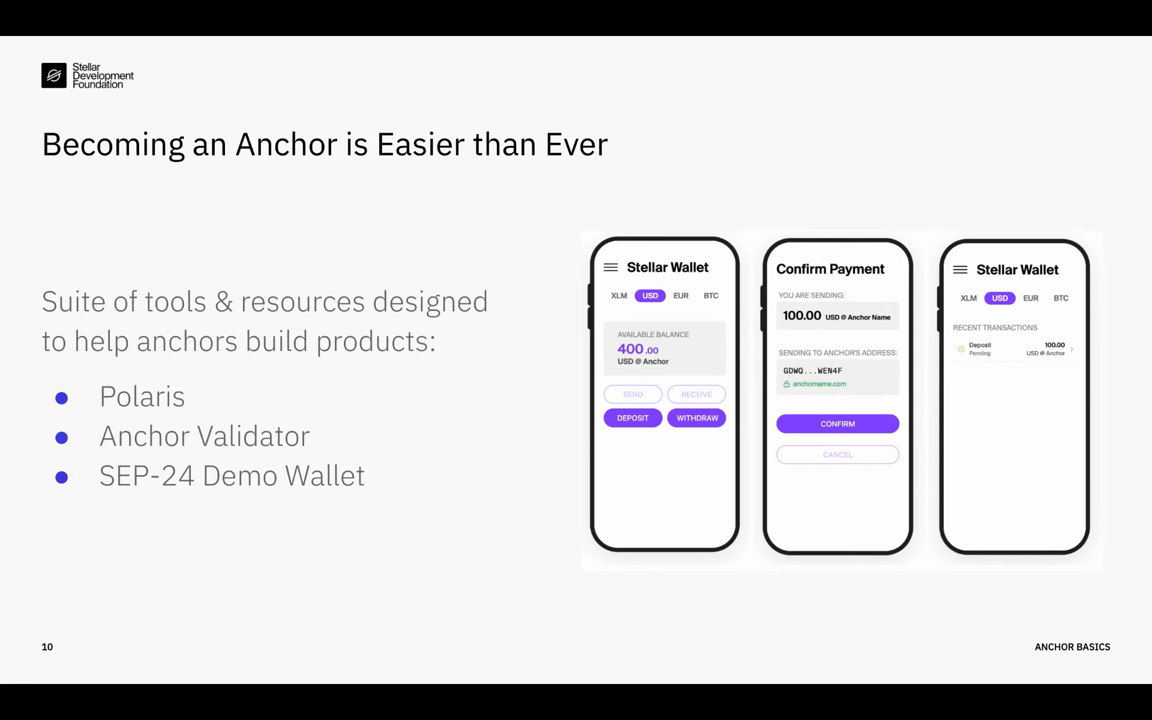 Stellar
Development
Foundation
Becoming an Anchor is Easier than Ever
Suite of tools & resources designed
to help anchors build products:
Polaris
Anchor Validator
SEP-24 Demo Wallet
Stellar Wallet
XLM USD EUR BTC
AVAILABLE BALANCE
400.00
USD @ Anchor
SEND RECEIVE
DEPOSIT WITHDRAW
Confirm Payment
YOU ARE SENDING:
100.00 USD @ Anchor Name
SENDING TO ANCHOR'S ADDRESS:
GDWQ...WEN4F
anchorname.com
CONFIRM
CANCEL
Stellar Wallet
XLM USD EUR BTC
RECENT TRANSACTIONS
Deposit 100.00
Pending USD @ Anchor
10
ANCHOR BASICS